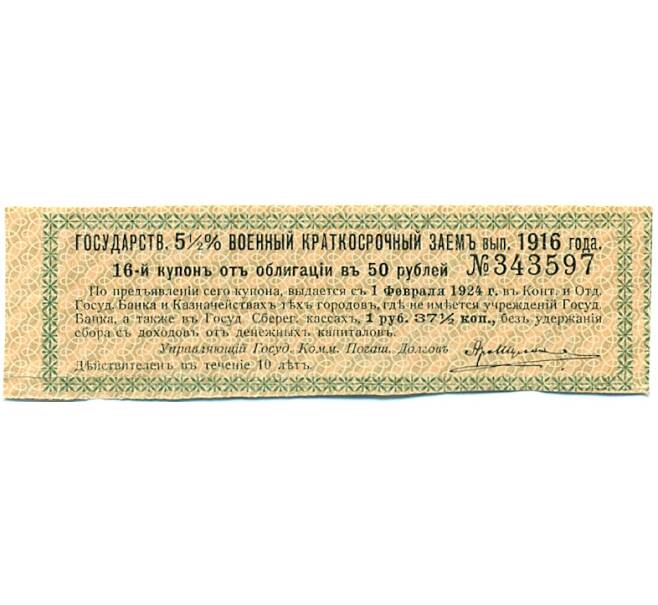 ГОСУДАРСТВ. 5½% ВОЕННЫЙ КРАТКОСРОЧНЫЙ ЗАЕМЪ вып. 1916 года.
16-й купонъ отъ облигаціи въ 50 рублей №343597
По предъявленіи сего купона, выдается съ 1 Февраля 1924 г. въ Конт. и Отд.
Госуд. Банка и Казначействахъ тѣхъ городовъ, гдѣ не имѣется учрежденій Госуд.
Банка, а также въ Госуд. Сберег. кассахъ, 1 руб. 37½ коп., безъ удержанія
сбора съ доходовъ отъ денежныхъ капиталовъ.
Управляющій Госуд. Комм. Погаш. Долговъ
Дѣйствителенъ въ теченіе 10 лѣтъ.